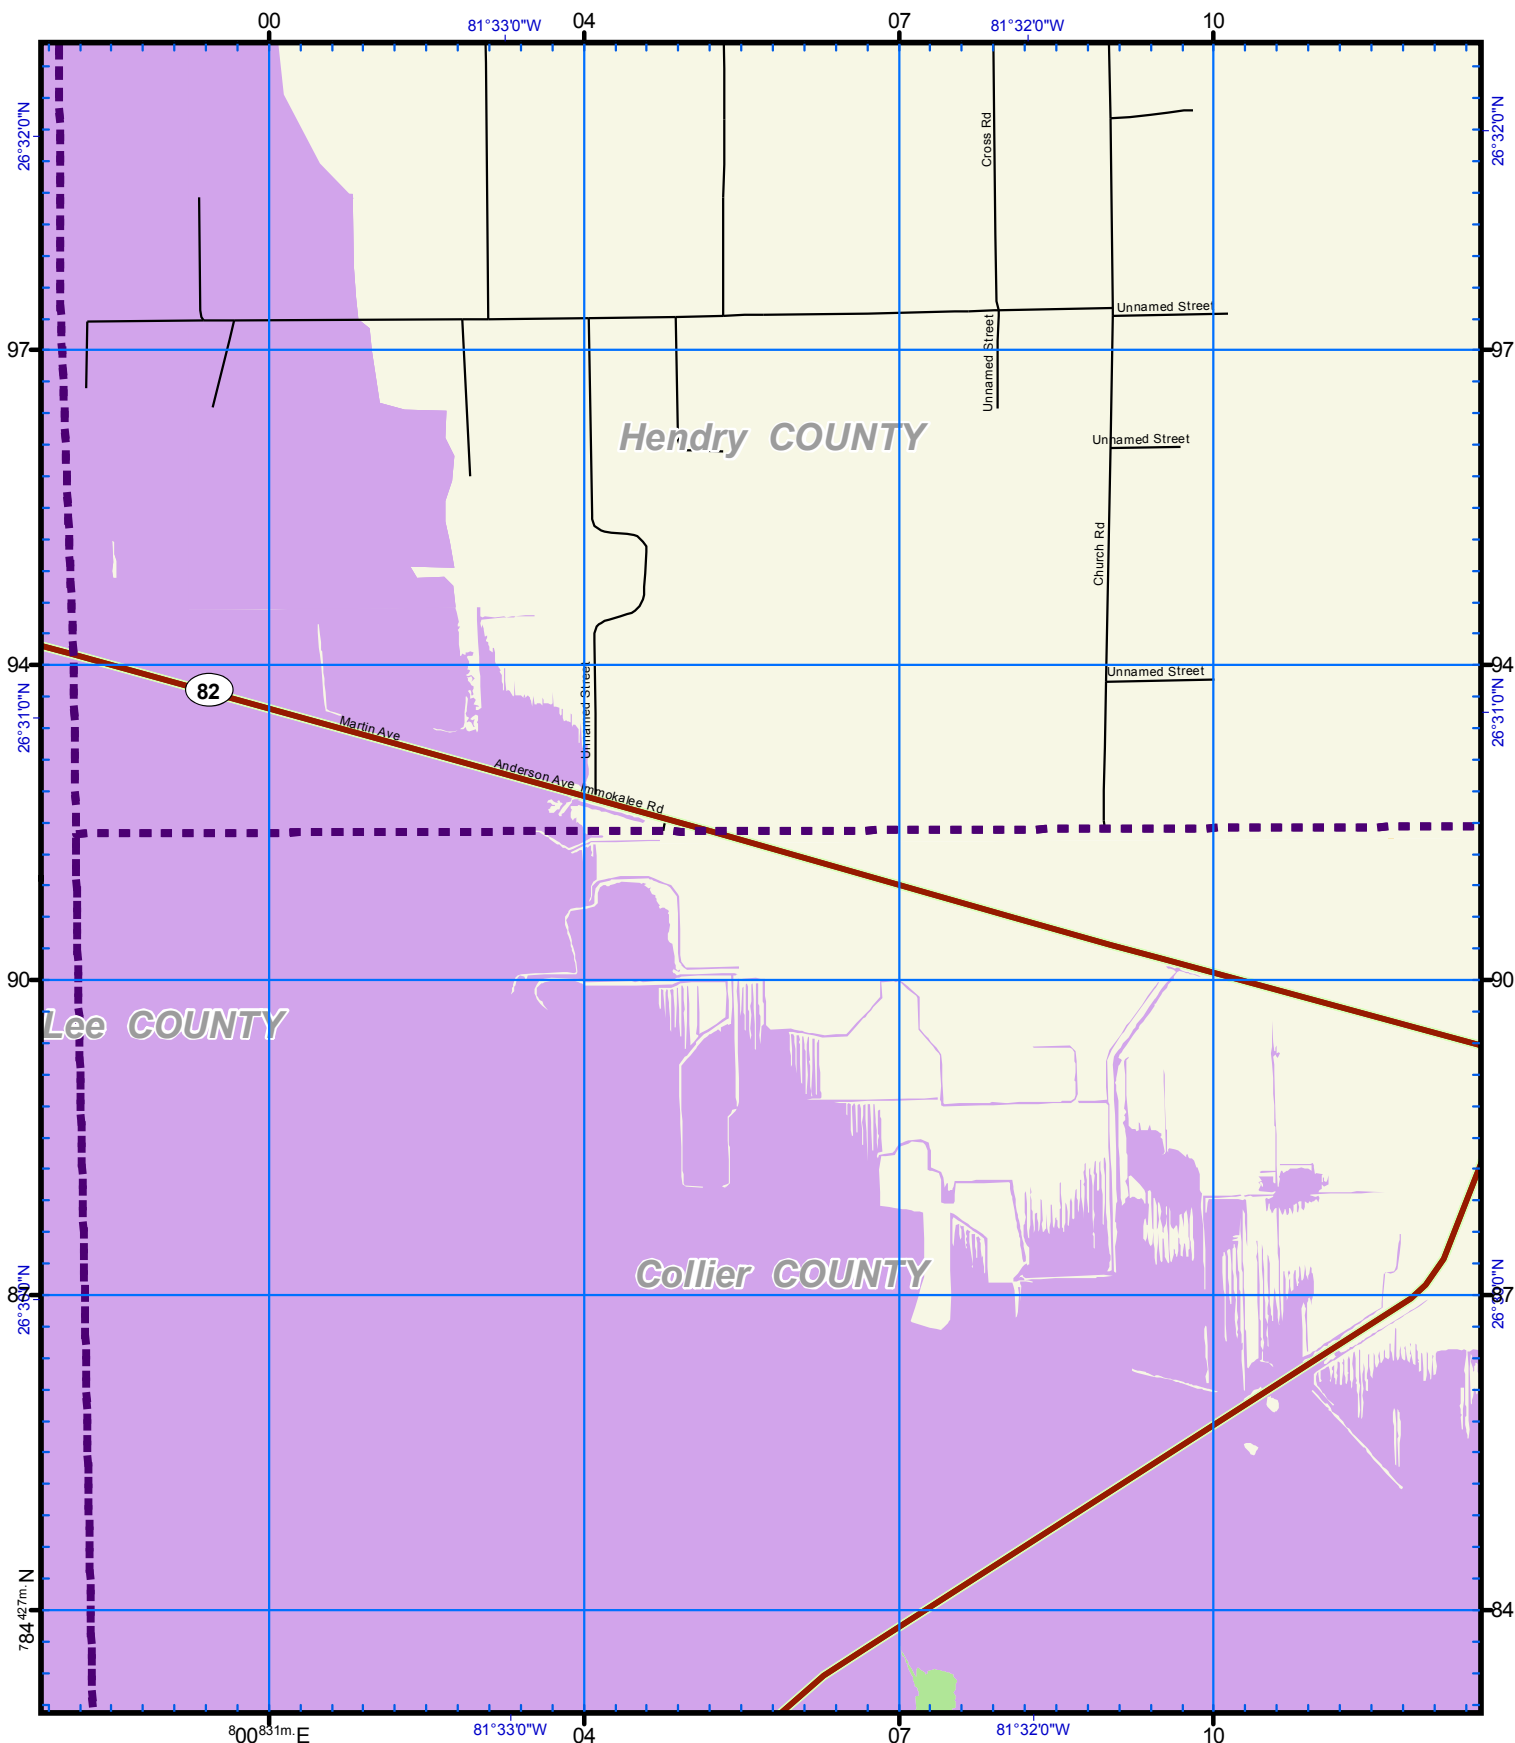 00
81°33'0"W
04
07
81°32'0"W
10
26°32'0"N
26°32'0"N
Cross Rd
Unnamed Street
97
97
Unnamed Street
Hendry COUNTY
Unnamed Street
Church Rd
94
94
Unnamed Street
82
Unnamed Street
26°31'0"N
26°31'0"N
Martin Ave
Anderson Ave
Immokalee Rd
90
90
Lee COUNTY
Collier COUNTY
87
87
26°30'0"N
26°30'0"N
84
784 427m. N
8 00 831m. E
81°33'0"W
04
07
81°32'0"W
10